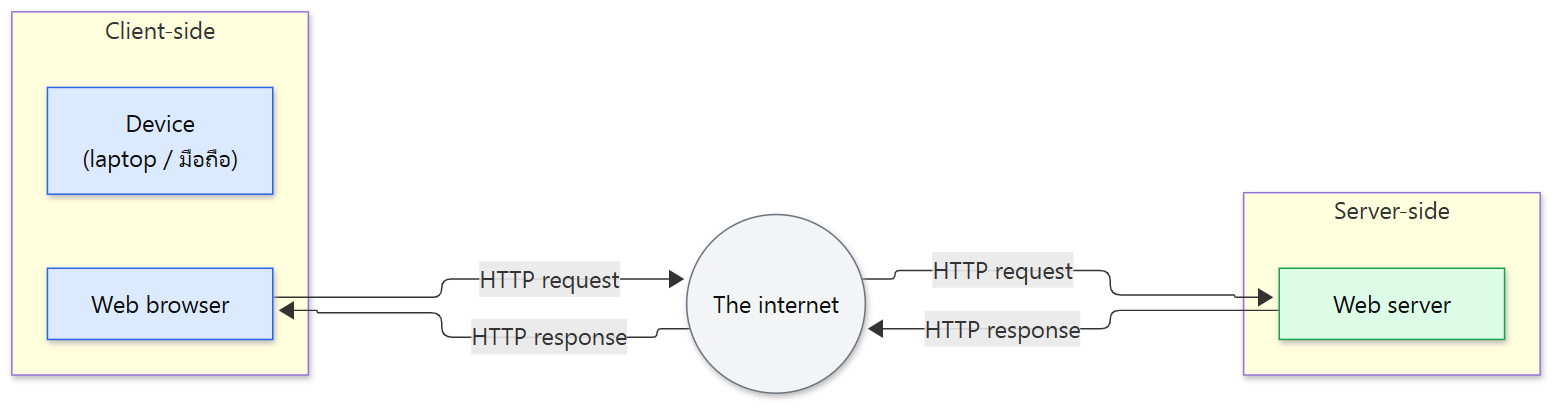 Client-side
Device
(laptop / มือถือ)
Web browser
HTTP request
HTTP response
The internet
HTTP request
HTTP response
Server-side
Web server